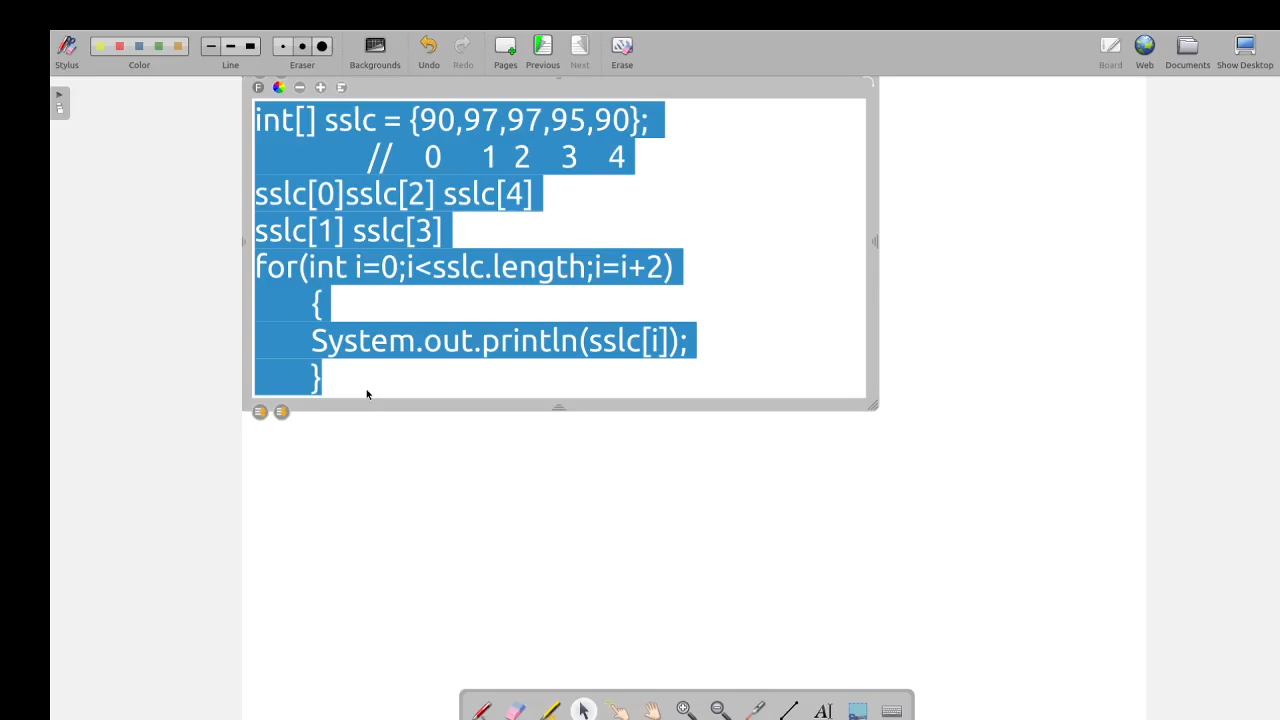 Stylus Color Line Eraser Backgrounds Undo Redo Pages Previous Next Erase Board Web Documents Show Desktop
int[] sslc = {90,97,97,95,90};
// 0 1 2 3 4
sslc[0]sslc[2] sslc[4]
sslc[1] sslc[3]
for(int i=0;i<sslc.length;i=i+2)
{
System.out.println(sslc[i]);
}